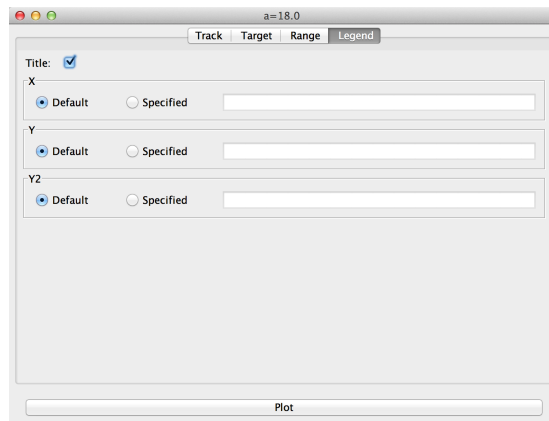 a=18.0
Track Target Range Legend
Title:
X
Default Specified
Y
Default Specified
Y2
Default Specified
Plot